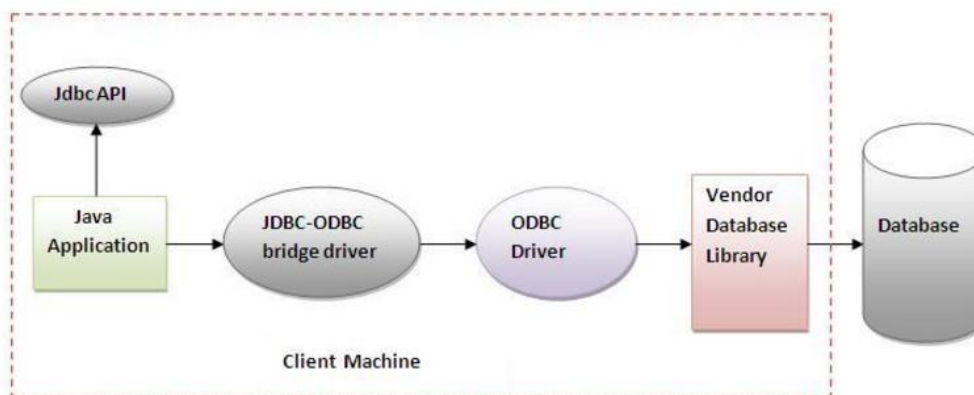 Jdbc API
Java
Application
JDBC-ODBC
bridge driver
ODBC
Driver
Vendor
Database
Library
Database
Client Machine